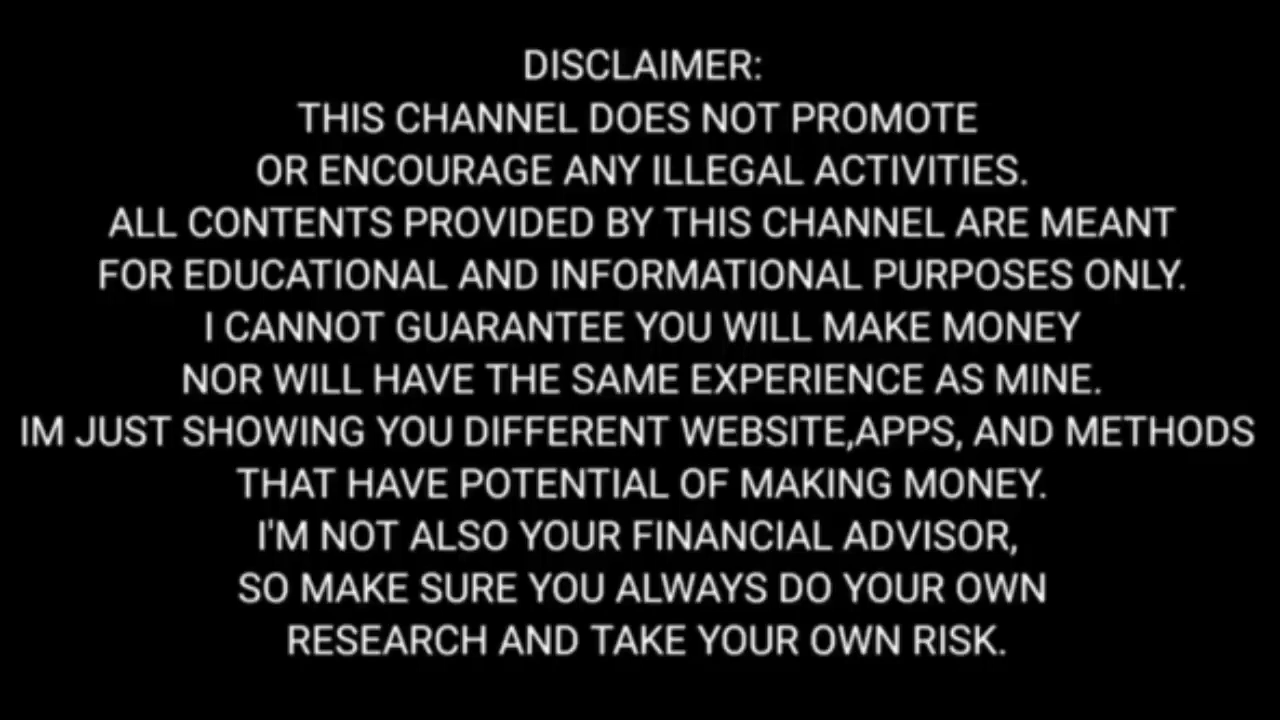 DISCLAIMER:
THIS CHANNEL DOES NOT PROMOTE
OR ENCOURAGE ANY ILLEGAL ACTIVITIES.
ALL CONTENTS PROVIDED BY THIS CHANNEL ARE MEANT
FOR EDUCATIONAL AND INFORMATIONAL PURPOSES ONLY.
I CANNOT GUARANTEE YOU WILL MAKE MONEY
NOR WILL HAVE THE SAME EXPERIENCE AS MINE.
IM JUST SHOWING YOU DIFFERENT WEBSITE,APPS, AND METHODS
THAT HAVE POTENTIAL OF MAKING MONEY.
I'M NOT ALSO YOUR FINANCIAL ADVISOR,
SO MAKE SURE YOU ALWAYS DO YOUR OWN
RESEARCH AND TAKE YOUR OWN RISK.